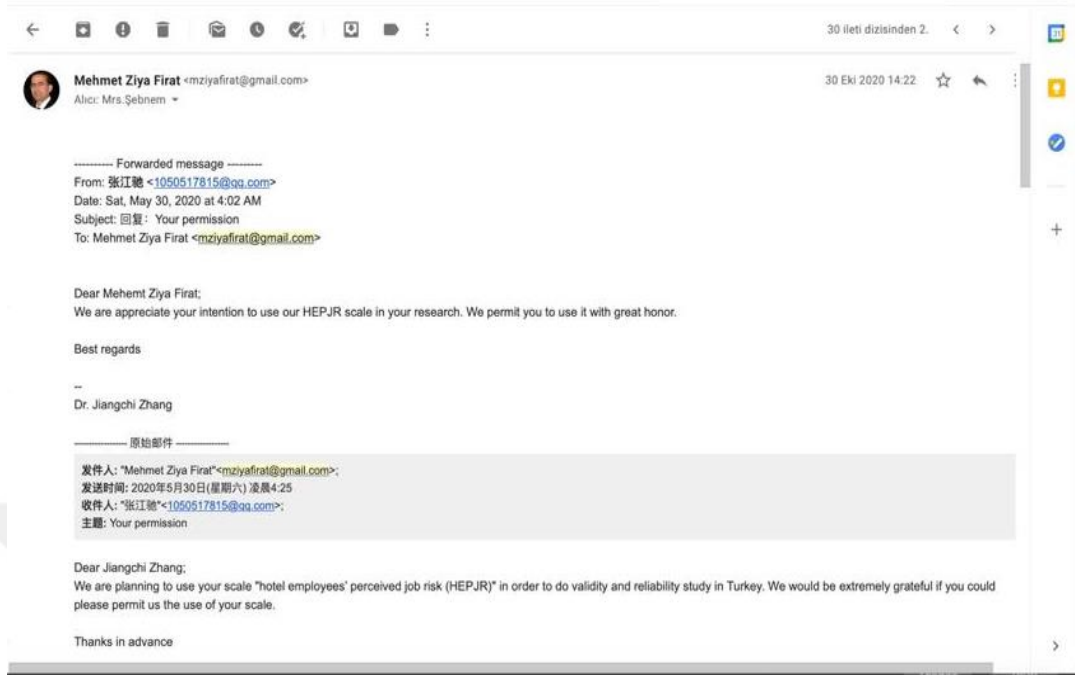 30 ileti dizisinden 2.
31
Mehmet Ziya Firat <mziyafirat@gmail.com>
30 Eki 2020 14:22
Alıcı: Mrs.Şebnem
---------- Forwarded message ---------
From: 张江驰 <1050517815@qq.com>
Date: Sat, May 30, 2020 at 4:02 AM
Subject: 回复： Your permission
To: Mehmet Ziya Firat <mziyafirat@gmail.com>
Dear Mehemt Ziya Firat;
We are appreciate your intention to use our HEPJR scale in your research. We permit you to use it with great honor.
Best regards
--
Dr. Jiangchi Zhang
---------------- 原始邮件 ----------------
发件人: "Mehmet Ziya Firat"<mziyafirat@gmail.com>;
发送时间: 2020年5月30日(星期六) 凌晨4:25
收件人: "张江驰"<1050517815@qq.com>;
主题: Your permission
Dear Jiangchi Zhang;
We are planning to use your scale "hotel employees' perceived job risk (HEPJR)" in order to do validity and reliability study in Turkey. We would be extremely grateful if you could
please permit us the use of your scale.
Thanks in advance